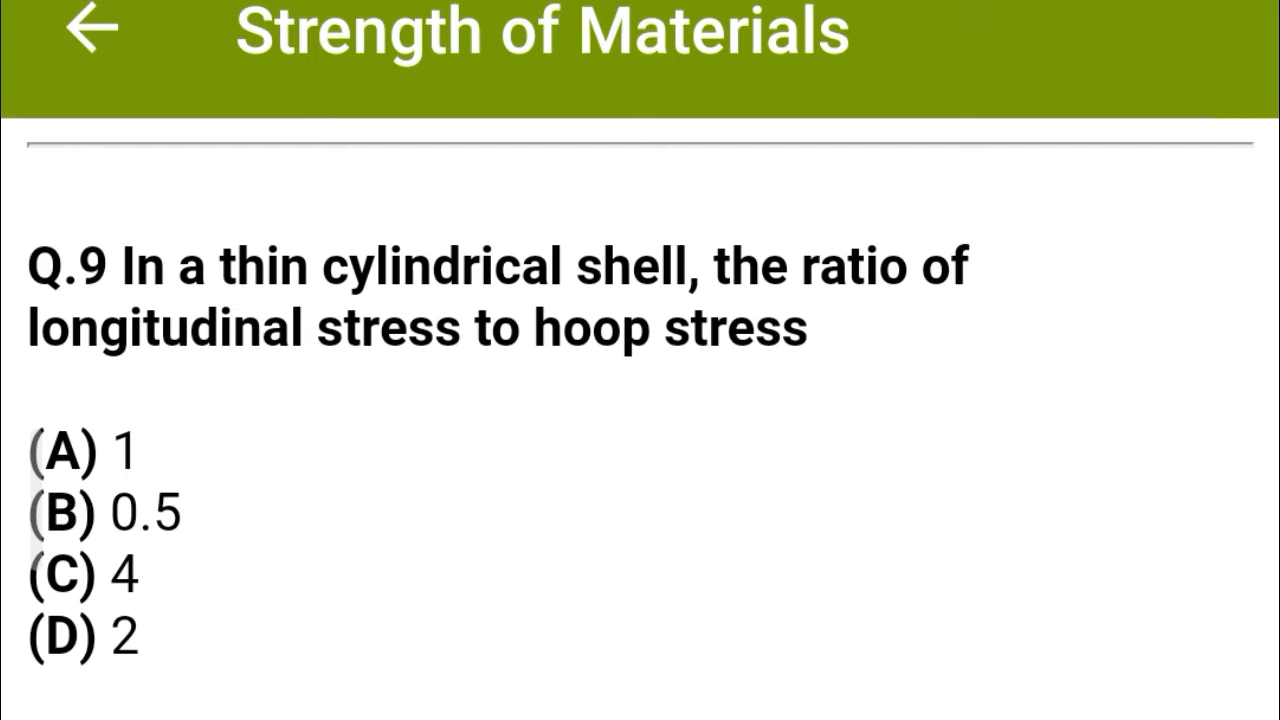 Strength of Materials
Q.9 In a thin cylindrical shell, the ratio of
longitudinal stress to hoop stress
(A) 1
(B) 0.5
(C) 4
(D) 2